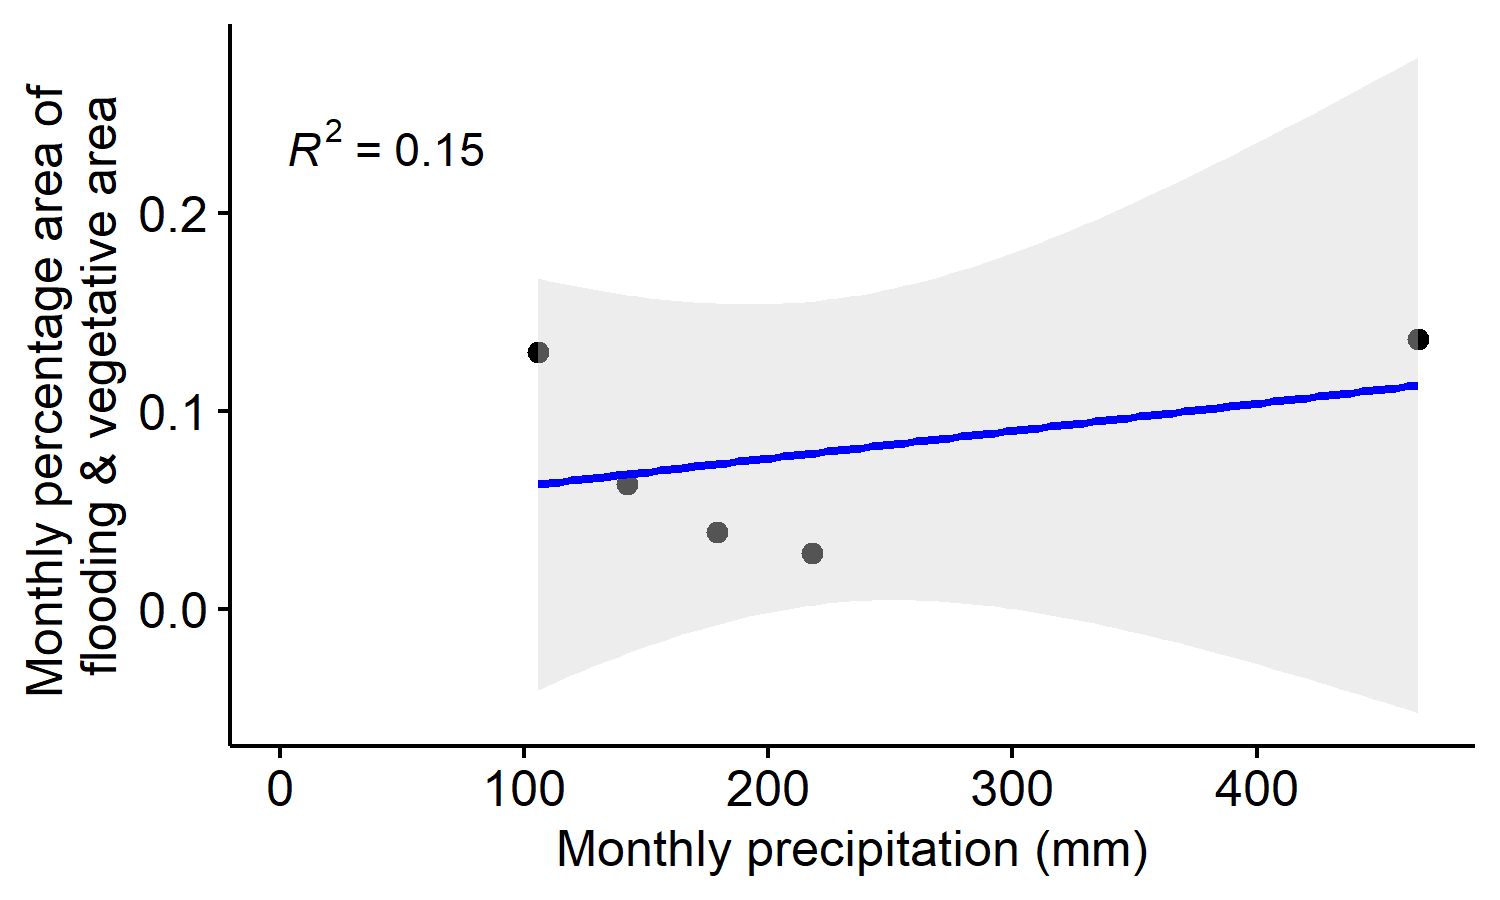 Monthly percentage area of
flooding & vegetative area
R² = 0.15
0.2
0.1
0.0
0 100 200 300 400
Monthly precipitation (mm)